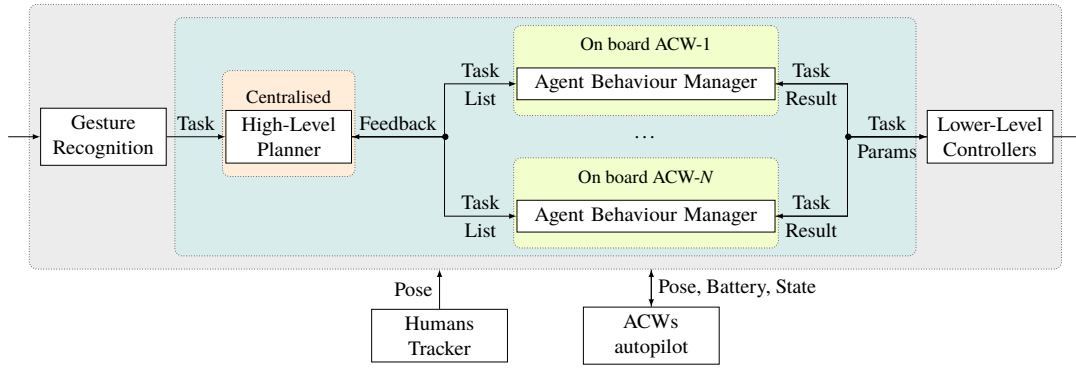 On board ACW-1
Task
Agent Behaviour Manager
Task
List
Result
Centralised
Gesture
Recognition
Task
High-Level
Planner
Feedback
...
Task
Params
Lower-Level
Controllers
On board ACW-N
Task
Agent Behaviour Manager
Task
List
Result
Pose
Pose, Battery, State
Humans
Tracker
ACWs
autopilot